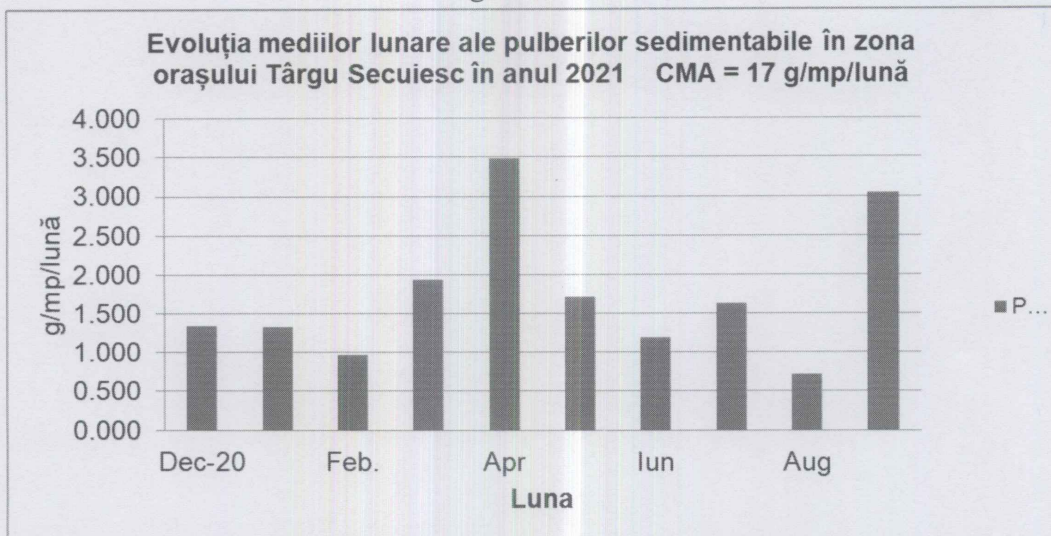 Evoluția mediilor lunare ale pulberilor sedimentabile în zona
orașului Târgu Secuiesc în anul 2021 CMA = 17 g/mp/lună
4.000
3.500
3.000
2.500
2.000
1.500
1.000
0.500
0.000
g/mp/lună
Dec-20 Feb. Apr Iun Aug
Luna
P...